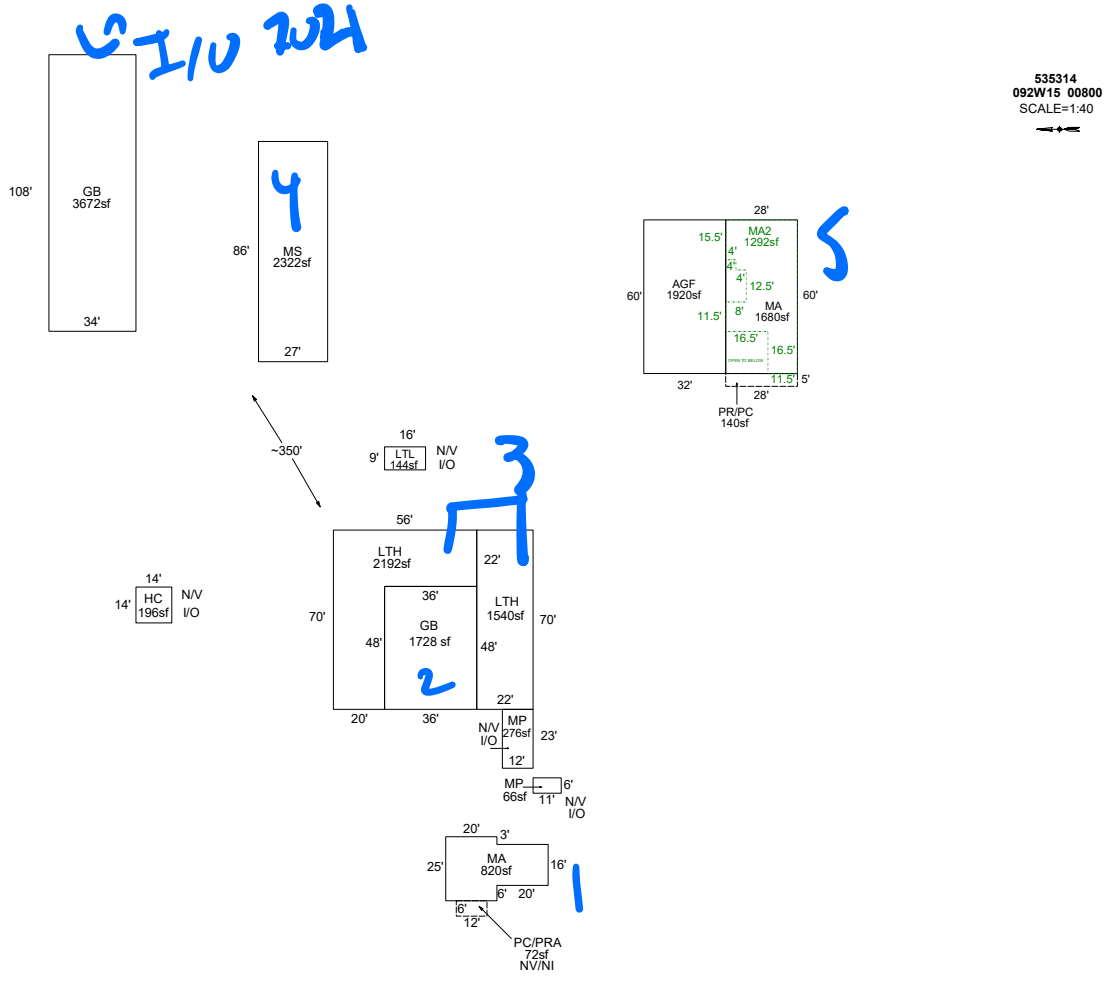 I/O 2021
535314
092W15 00800
SCALE=1:40
108'
GB
3672sf
34'
4
86'
MS
2322sf
27'
28'
15.5'
MA2
1292sf
4'
4'
4'
12.5'
8'
60'
AGF
1920sf
MA
1680sf
60'
11.5'
16.5'
16.5'
OPEN TO BELOW
11.5'
5'
32'
28'
PR/PC
140sf
5
~350'
16'
9'
LTL
144sf
N/V
I/O
3
56'
LTH
2192sf
22'
36'
LTH
1540sf
70'
GB
1728 sf
48'
48'
70'
2
22'
20'
36'
14'
14'
HC
196sf
N/V
I/O
N/V
I/O
MP
276sf
23'
12'
MP
66sf
6'
11'
N/V
I/O
20'
3'
25'
MA
820sf
16'
6'
20'
6'
12'
1
PC/PRA
72sf
NV/NI